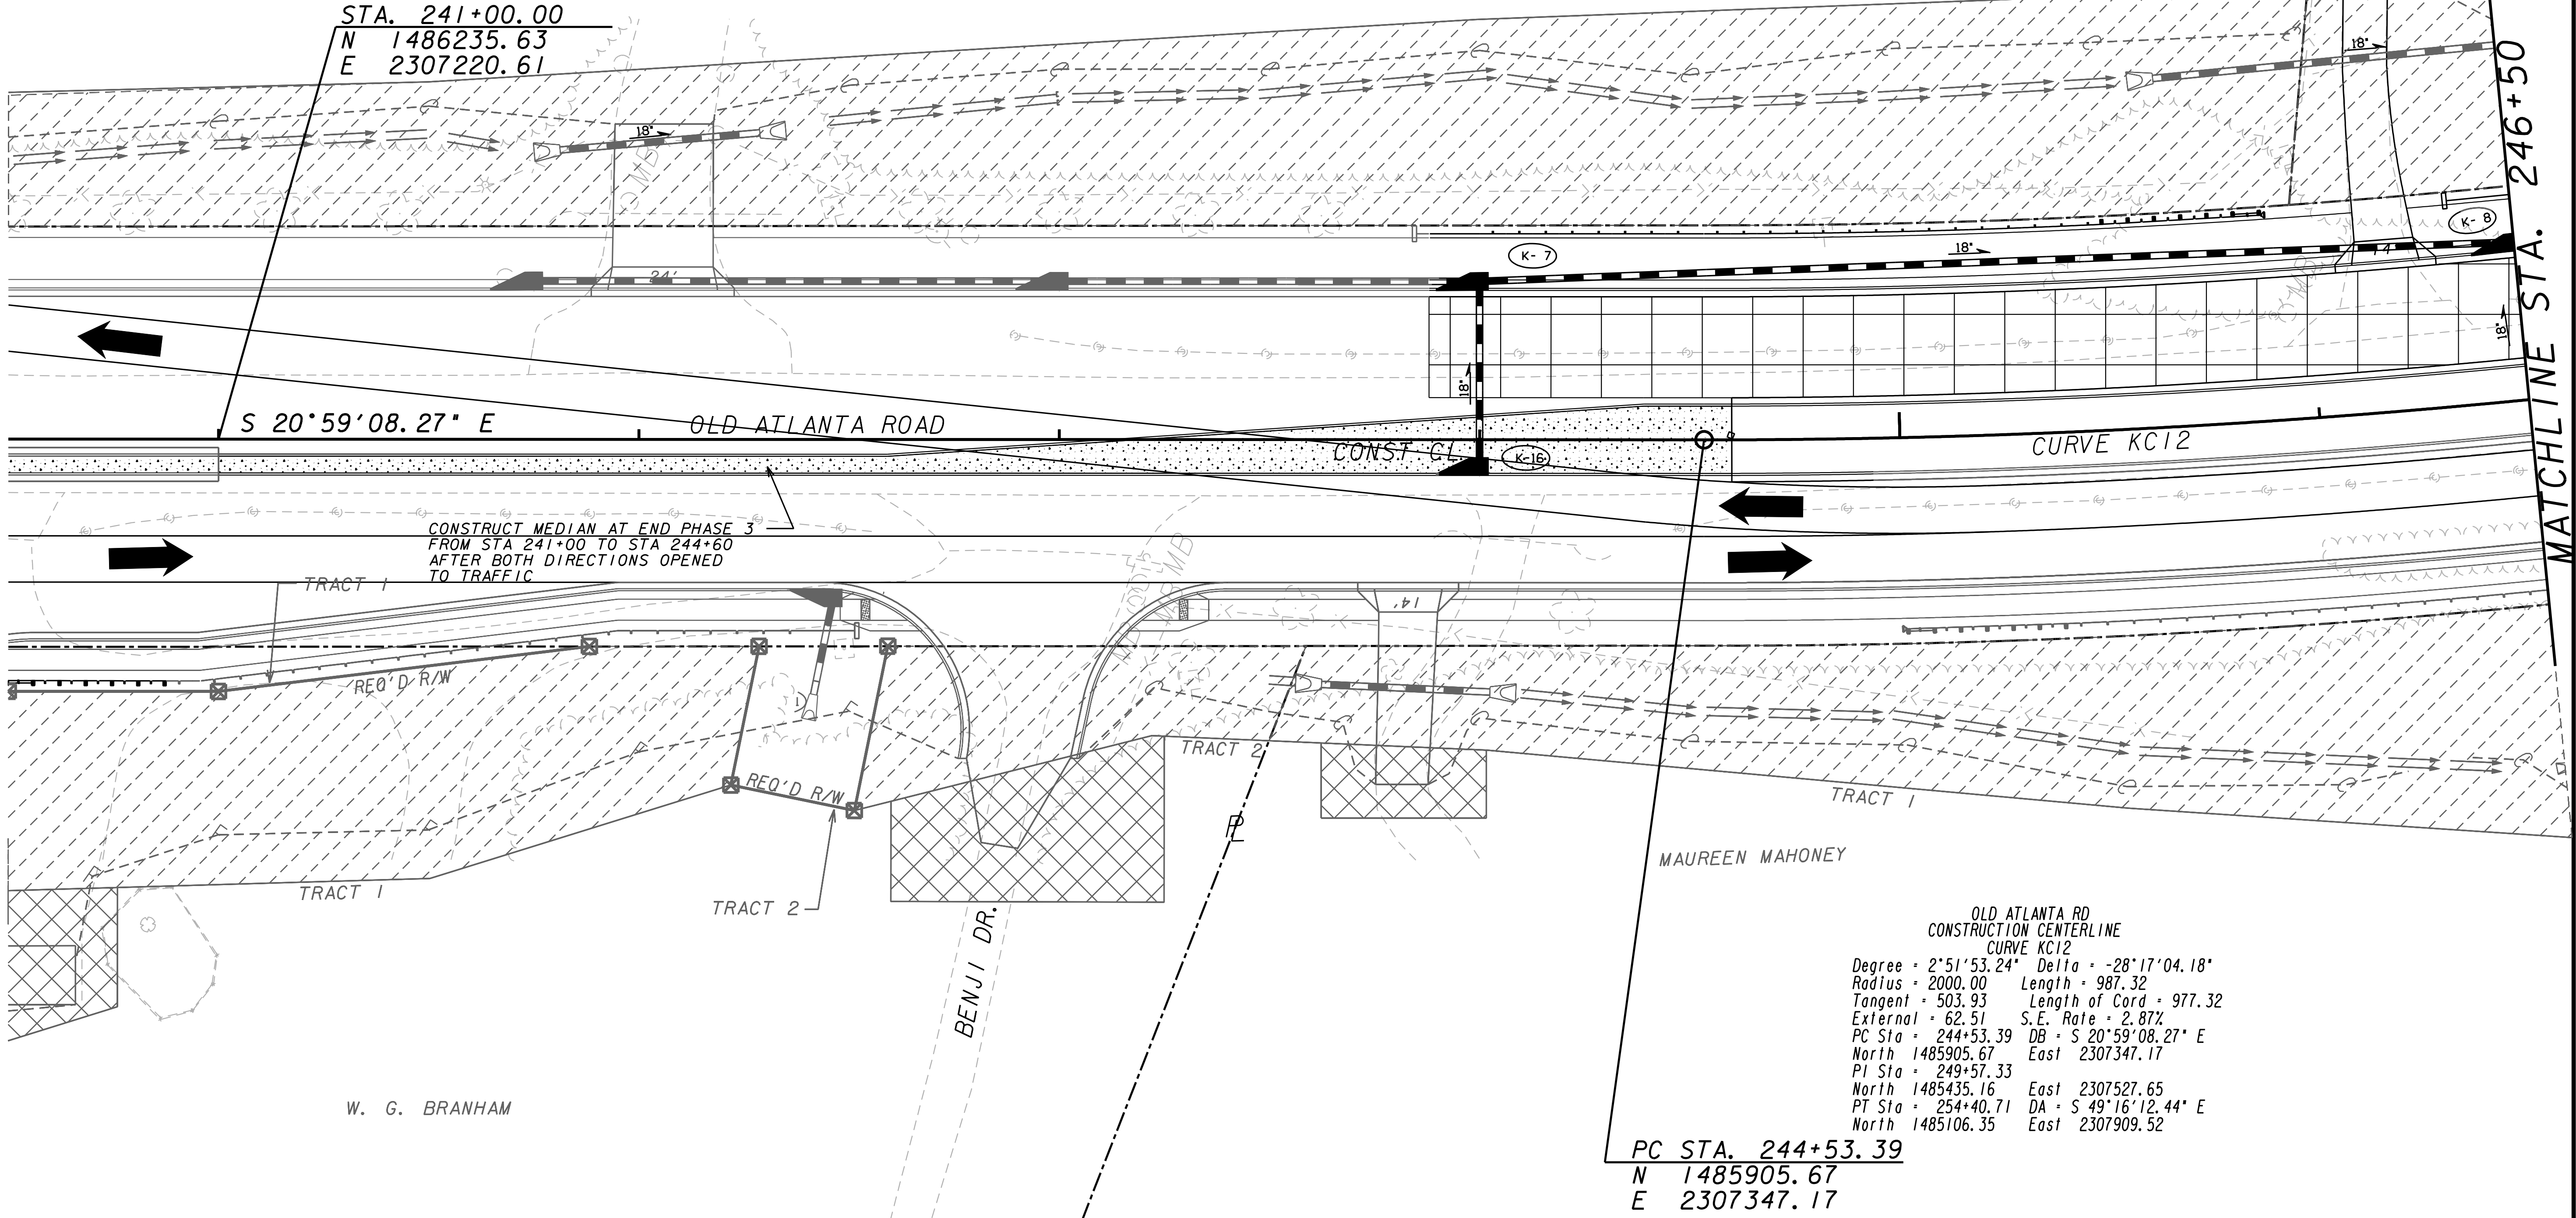 STA. 241+00.00
N 1486235.63
E 2307220.61
18"
18"
MATCHLINE STA. 246+50
K- 8
K- 7
18"
14'
24'
18"
18"
S 20°59'08.27" E
OLD ATLANTA ROAD
CONST CL
K-16
CURVE KC12
CONSTRUCT MEDIAN AT END PHASE 3
FROM STA 241+00 TO STA 244+60
AFTER BOTH DIRECTIONS OPENED
TO TRAFFIC
TRACT 1
14'
REQ'D R/W
REQ'D R/W
TRACT 2
TRACT 1
TRACT 1
TRACT 2
PL
MAUREEN MAHONEY
BENJI DR.
W. G. BRANHAM
OLD ATLANTA RD
CONSTRUCTION CENTERLINE
CURVE KC12
Degree = 2°51'53.24" Delta = -28°17'04.18"
Radius = 2000.00 Length = 987.32
Tangent = 503.93 Length of Cord = 977.32
External = 62.51 S.E. Rate = 2.87%
PC Sta = 244+53.39 DB = S 20°59'08.27" E
North 1485905.67 East 2307347.17
PI Sta = 249+57.33
North 1485435.16 East 2307527.65
PT Sta = 254+40.71 DA = S 49°16'12.44" E
North 1485106.35 East 2307909.52
PC STA. 244+53.39
N 1485905.67
E 2307347.17